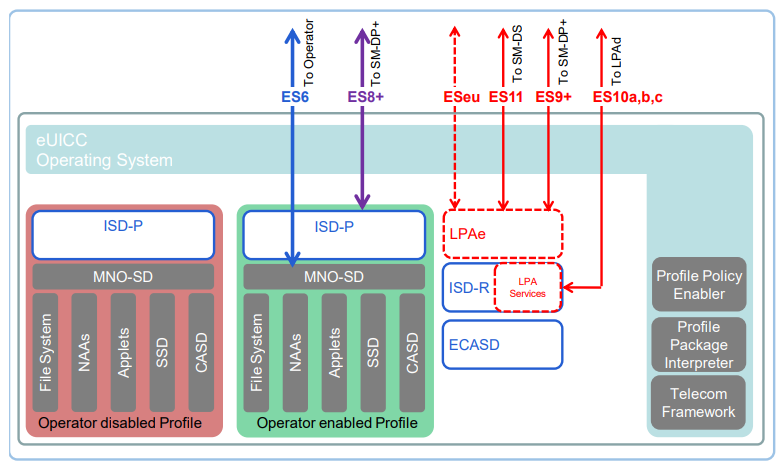 To Operator
To SM-DP+
To SM-DS
To SM-DP+
To LPAd
ES6
ES8+
ESeu
ES11
ES9+
ES10a,b,c
eUICC
Operating System
ISD-P
MNO-SD
File System
NAAs
Applets
SSD
CASD
Operator disabled Profile
ISD-P
MNO-SD
File System
NAAs
Applets
SSD
CASD
Operator enabled Profile
LPAe
ISD-R
LPA
Services
ECASD
Profile Policy
Enabler
Profile
Package
Interpreter
Telecom
Framework